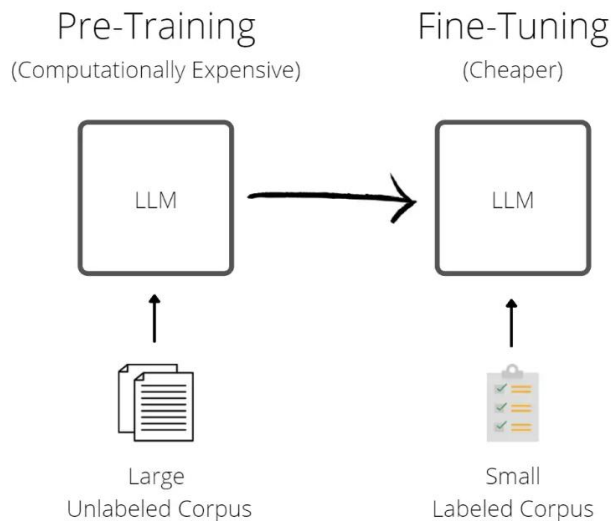 Pre-Training
(Computationally Expensive)
Fine-Tuning
(Cheaper)
LLM
LLM
Large
Unlabeled Corpus
Small
Labeled Corpus